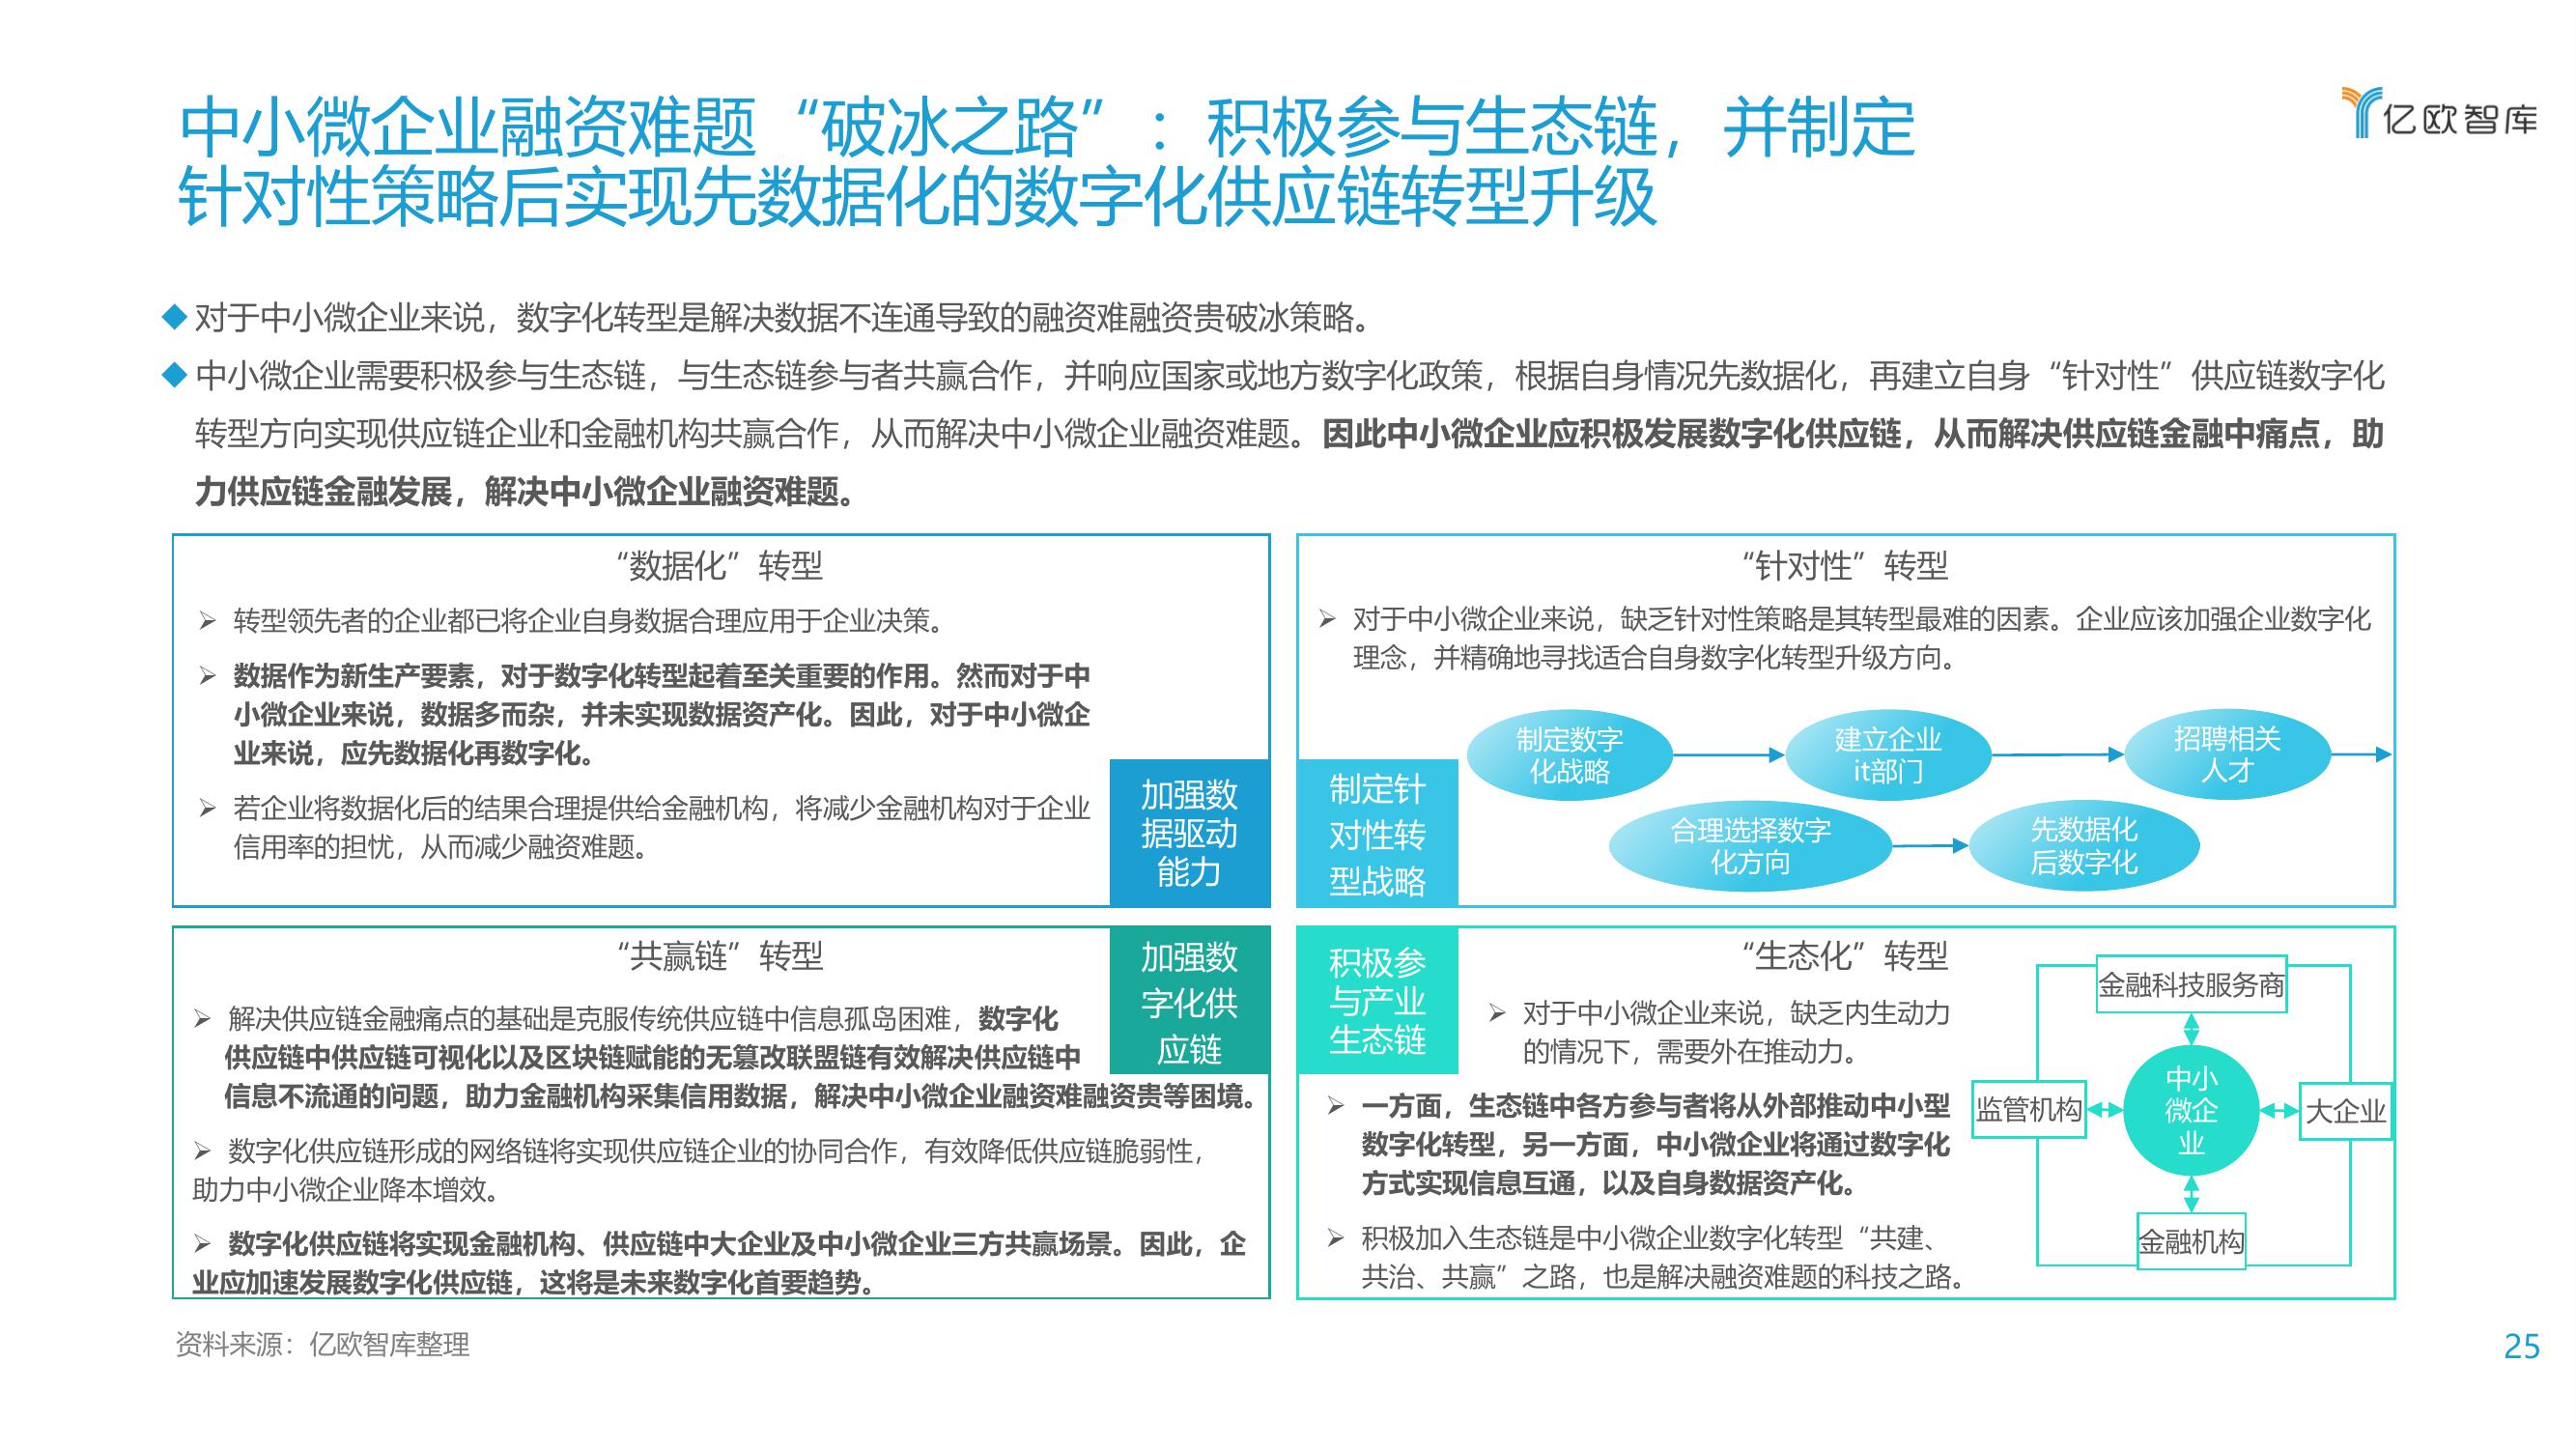 中小微企业融资难题“破冰之路”：积极参与生态链，并制定
针对性策略后实现先数据化的数字化供应链转型升级
亿欧智库
对于中小微企业来说，数字化转型是解决数据不连通导致的融资难融资贵破冰策略。
中小微企业需要积极参与生态链，与生态链参与者共赢合作，并响应国家或地方数字化政策，根据自身情况先数据化，再建立自身“针对性”供应链数字化
转型方向实现供应链企业和金融机构共赢合作，从而解决中小微企业融资难题。因此中小微企业应积极发展数字化供应链，从而解决供应链金融中痛点，助
力供应链金融发展，解决中小微企业融资难题。
“数据化”转型
转型领先者的企业都已将企业自身数据合理应用于企业决策。
数据作为新生产要素，对于数字化转型起着至关重要的作用。然而对于中
小微企业来说，数据多而杂，并未实现数据资产化。因此，对于中小微企
业来说，应先数据化再数字化。
若企业将数据化后的结果合理提供给金融机构，将减少金融机构对于企业
信用率的担忧，从而减少融资难题。
加强数
据驱动
能力
“针对性”转型
对于中小微企业来说，缺乏针对性策略是其转型最难的因素。企业应该加强企业数字化
理念，并精确地寻找适合自身数字化转型升级方向。
制定针
对性转
型战略
制定数字
化战略
建立企业
it部门
招聘相关
人才
合理选择数字
化方向
先数据化
后数字化
“共赢链”转型
加强数
字化供
应链
解决供应链金融痛点的基础是克服传统供应链中信息孤岛困难，数字化
供应链中供应链可视化以及区块链赋能的无篡改联盟链有效解决供应链中
信息不流通的问题，助力金融机构采集信用数据，解决中小微企业融资难融资贵等困境。
数字化供应链形成的网络链将实现供应链企业的协同合作，有效降低供应链脆弱性，
助力中小微企业降本增效。
数字化供应链将实现金融机构、供应链中大企业及中小微企业三方共赢场景。因此，企
业应加速发展数字化供应链，这将是未来数字化首要趋势。
积极参
与产业
生态链
“生态化”转型
对于中小微企业来说，缺乏内生动力
的情况下，需要外在推动力。
一方面，生态链中各方参与者将从外部推动中小型
数字化转型，另一方面，中小微企业将通过数字化
方式实现信息互通，以及自身数据资产化。
积极加入生态链是中小微企业数字化转型“共建、
共治、共赢”之路，也是解决融资难题的科技之路。
金融科技服务商
监管机构
中小
微企
业
大企业
金融机构
资料来源：亿欧智库整理
25